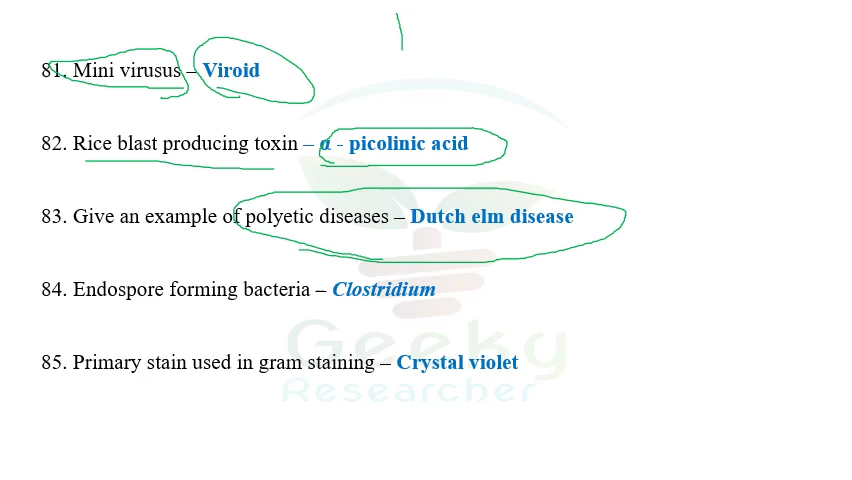 81. Mini virusus – Viroid
82. Rice blast producing toxin – α - picolinic acid
83. Give an example of polyetic diseases – Dutch elm disease
84. Endospore forming bacteria – Clostridium
85. Primary stain used in gram staining – Crystal violet
Geeky
Researcher